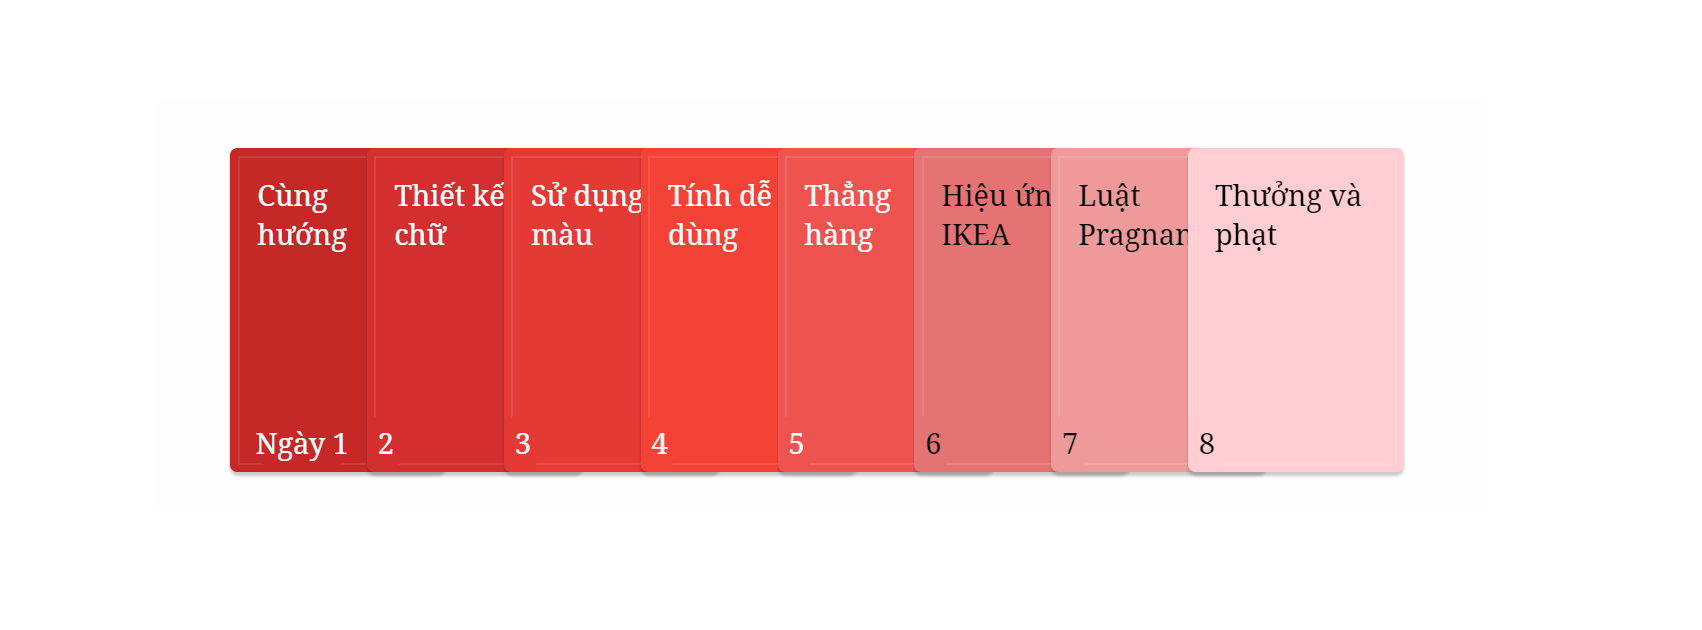 Cùng
hướng
Ngày 1
Thiết kế
chữ
2
Sử dụng
màu
3
Tính dễ
dùng
4
Thẳng
hàng
5
Hiệu ứn
IKEA
6
Luật
Pragnan
7
Thưởng và
phạt
8